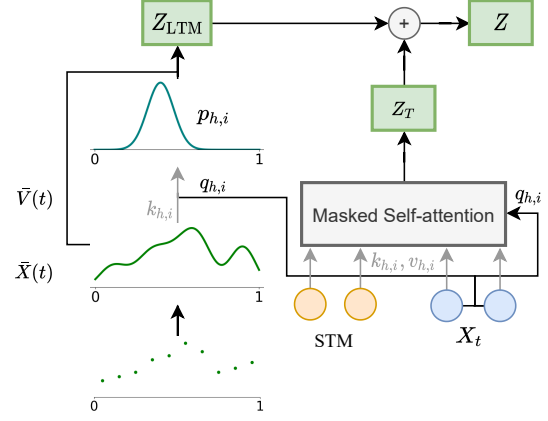 Z_LTM
+
Z
p_{h,i}
Z_T
0 1
V̄(t)
q_{h,i}
q_{h,i}
k_{h,i}
Masked Self-attention
X̄(t)
k_{h,i}, v_{h,i}
0 1
STM
X_t
0 1